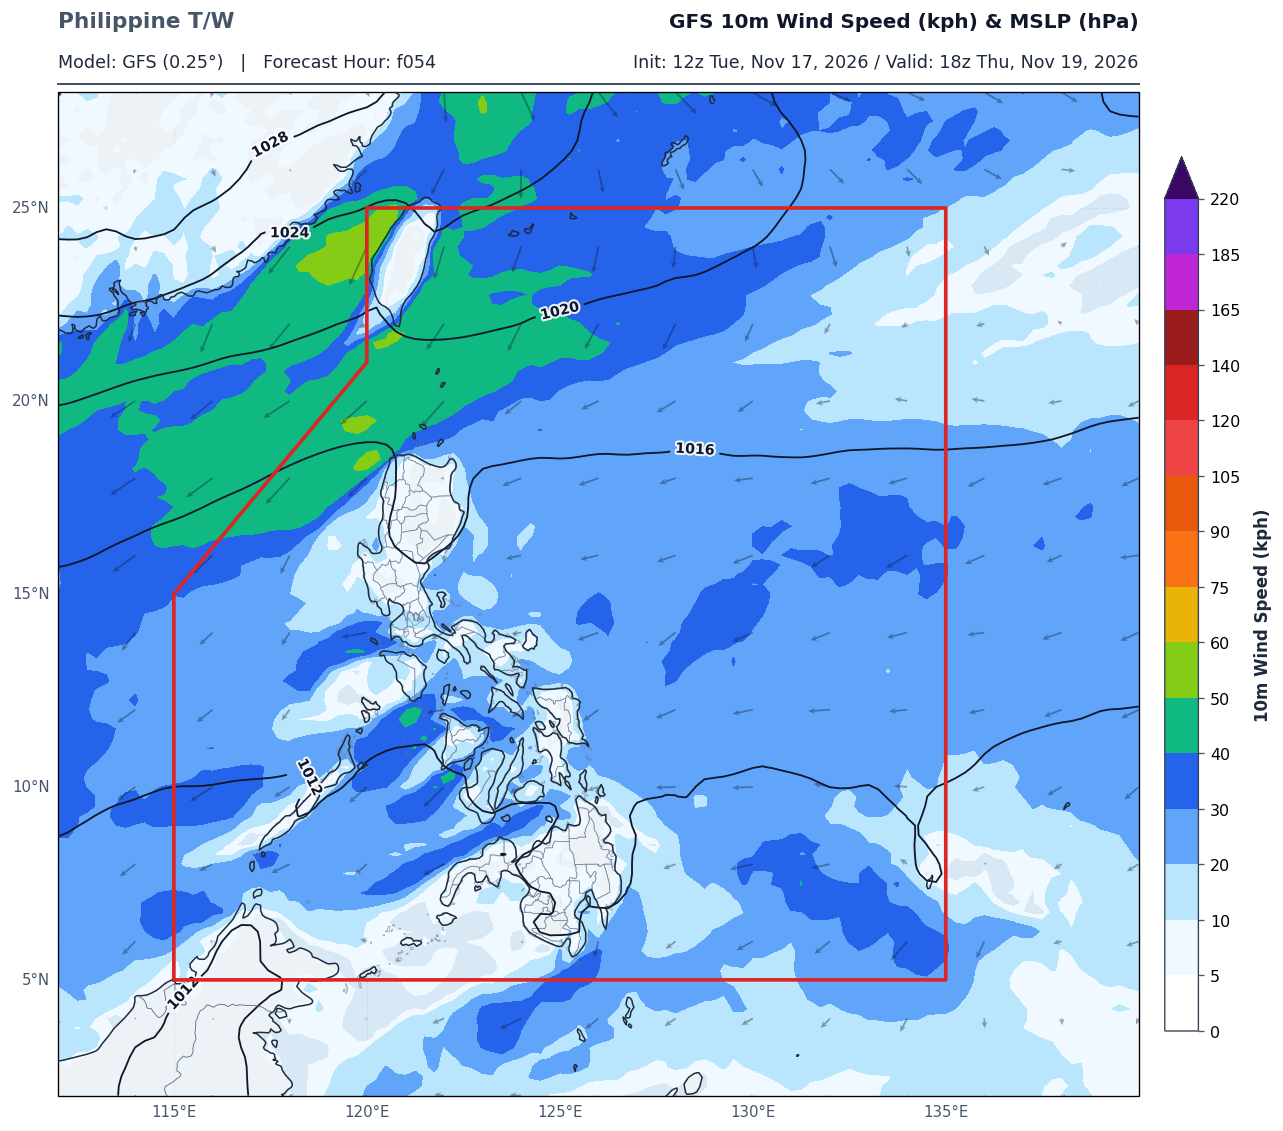 Philippine T/W
GFS 10m Wind Speed (kph) & MSLP (hPa)
Model: GFS (0.25°) | Forecast Hour: f054
Init: 12z Tue, Nov 17, 2026 / Valid: 18z Thu, Nov 19, 2026
1028
1024
1020
1016
1012
1012
25°N
20°N
15°N
10°N
5°N
115°E
120°E
125°E
130°E
135°E
220
185
165
140
120
105
90
75
60
50
40
30
20
10
5
0
10m Wind Speed (kph)